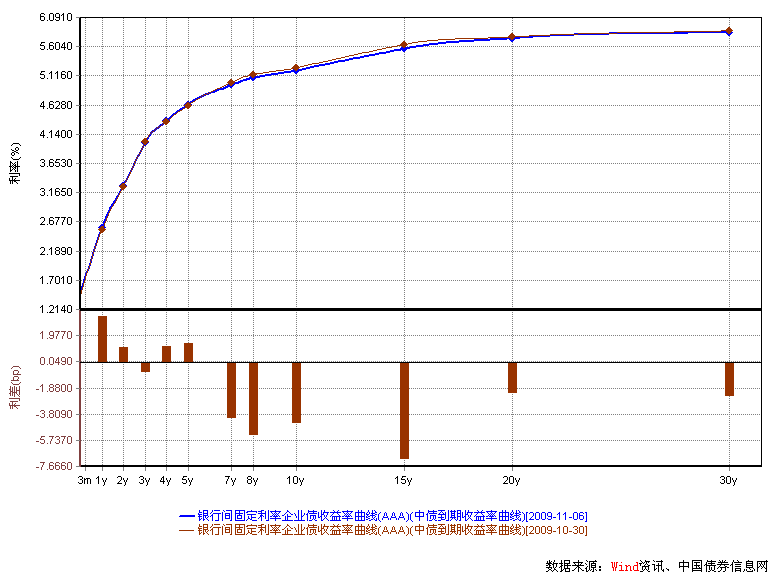 6.0910
5.6040
5.1160
4.6280
4.1400
3.6530
3.1650
2.6770
2.1890
1.7010
1.2140
利率(%)
1.9770
0.0490
-1.8800
-3.8090
-5.7370
-7.6660
利差(bp)
3m 1y 2y 3y 4y 5y 7y 8y 10y 15y 20y 30y
银行间固定利率企业债收益率曲线(AAA)(中债到期收益率曲线)[2009-11-06]
银行间固定利率企业债收益率曲线(AAA)(中债到期收益率曲线)[2009-10-30]
数据来源：Wind资讯、中国债券信息网